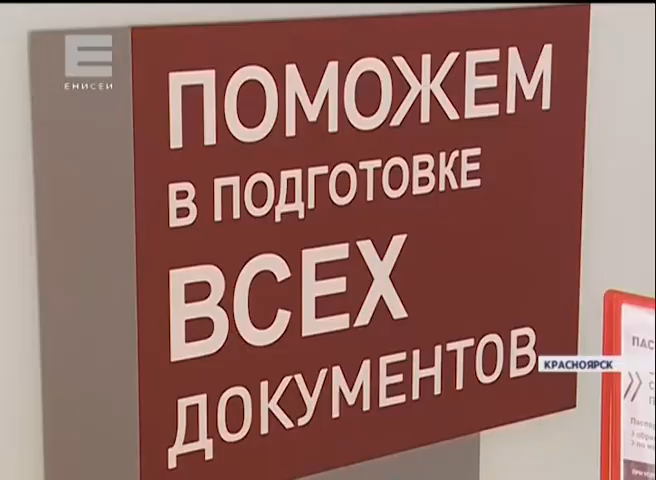 Е
ЕНИСЕЙ
ПОМОЖЕМ
В ПОДГОТОВКЕ
ВСЕХ
ДОКУМЕНТОВ
КРАСНОЯРСК